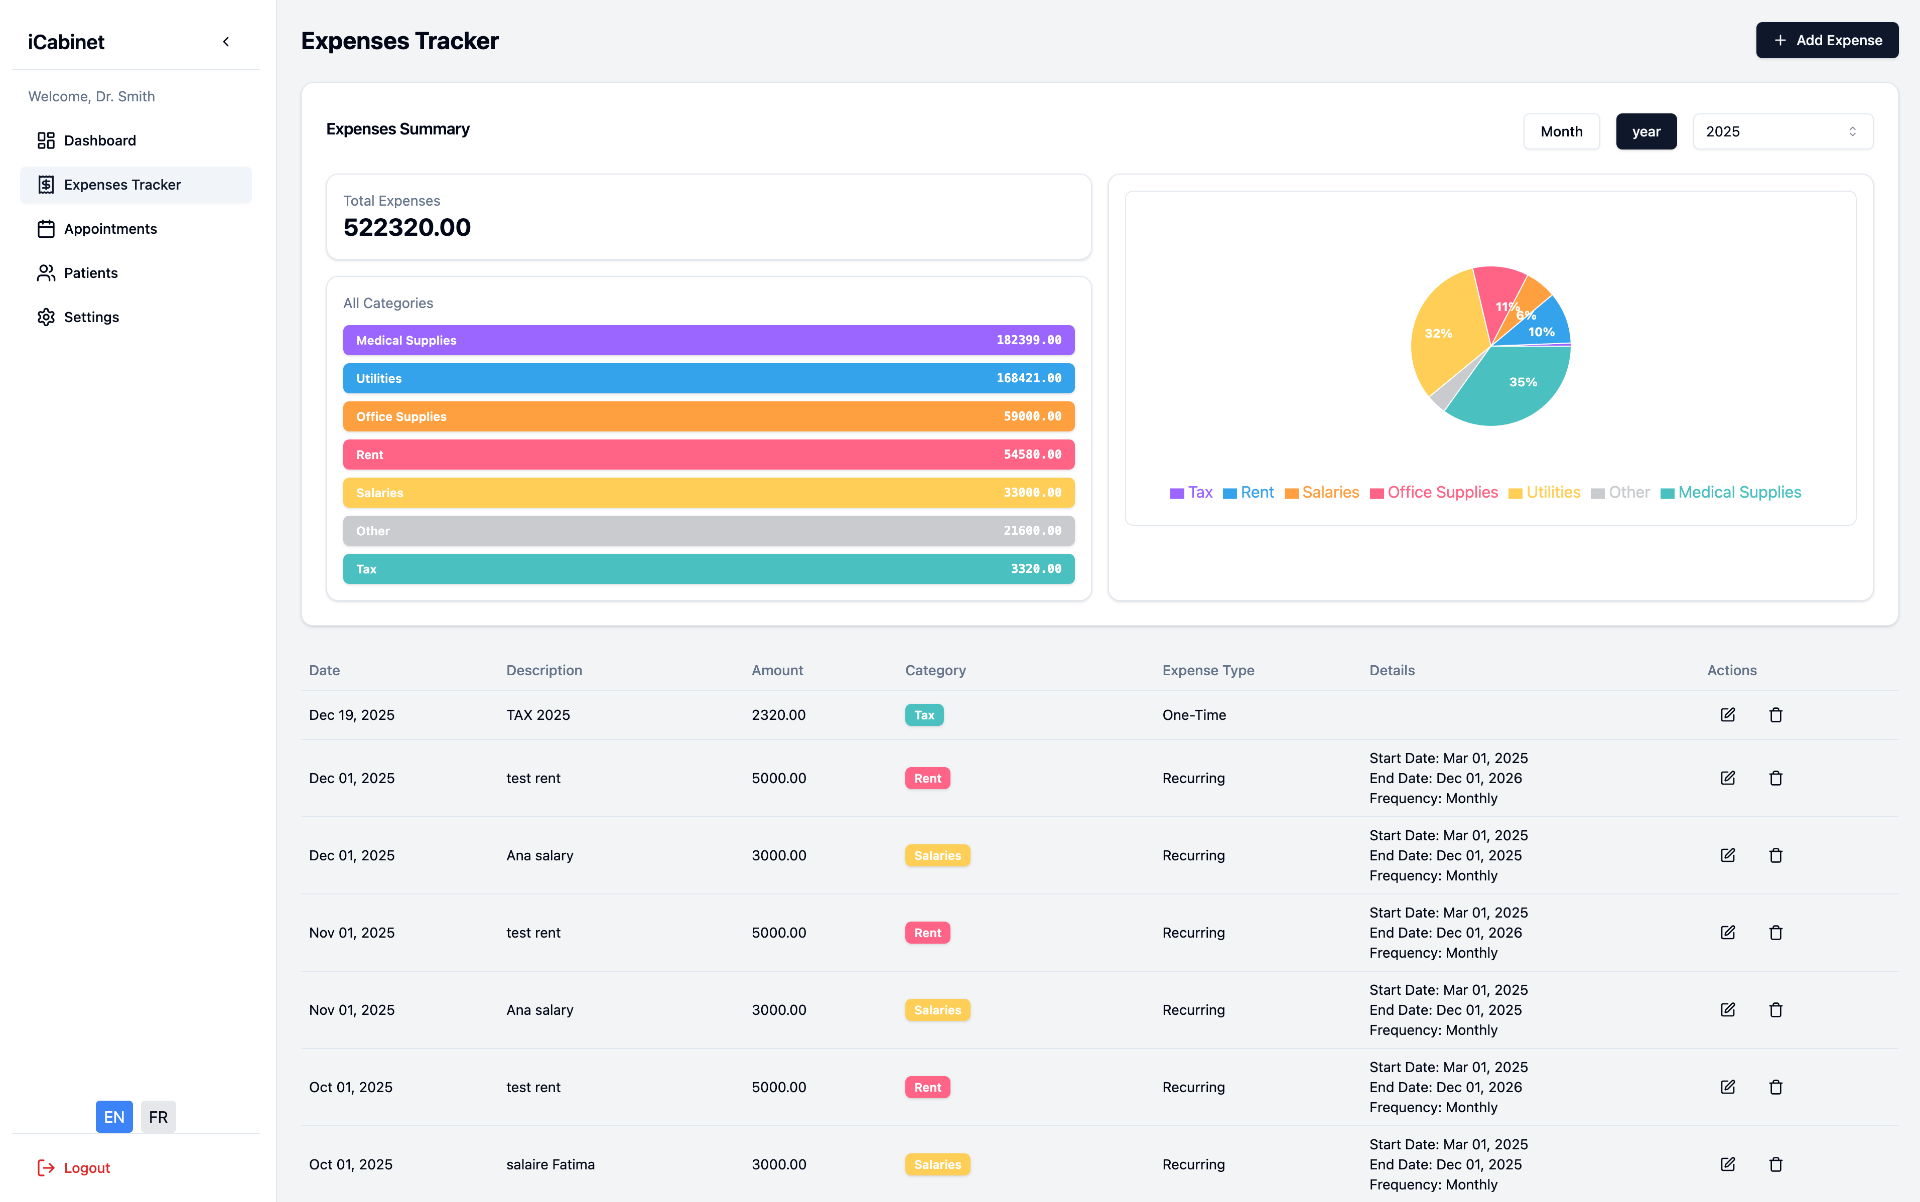 iCabinet
Welcome, Dr. Smith
Dashboard
Expenses Tracker
Appointments
Patients
Settings
EN FR
Logout
Expenses Tracker
+ Add Expense
Expenses Summary
Month year 2025
Total Expenses
522320.00
All Categories
Medical Supplies 182399.00
Utilities 168421.00
Office Supplies 59000.00
Rent 54580.00
Salaries 33000.00
Other 21600.00
Tax 3320.00
11%
6%
10%
32%
35%
Tax Rent Salaries Office Supplies Utilities Other Medical Supplies
Date Description Amount Category Expense Type Details Actions
Dec 19, 2025 TAX 2025 2320.00 Tax One-Time
Dec 01, 2025 test rent 5000.00 Rent Recurring
Start Date: Mar 01, 2025
End Date: Dec 01, 2026
Frequency: Monthly
Dec 01, 2025 Ana salary 3000.00 Salaries Recurring
Start Date: Mar 01, 2025
End Date: Dec 01, 2025
Frequency: Monthly
Nov 01, 2025 test rent 5000.00 Rent Recurring
Start Date: Mar 01, 2025
End Date: Dec 01, 2026
Frequency: Monthly
Nov 01, 2025 Ana salary 3000.00 Salaries Recurring
Start Date: Mar 01, 2025
End Date: Dec 01, 2025
Frequency: Monthly
Oct 01, 2025 test rent 5000.00 Rent Recurring
Start Date: Mar 01, 2025
End Date: Dec 01, 2026
Frequency: Monthly
Oct 01, 2025 salaire Fatima 3000.00 Salaries Recurring
Start Date: Mar 01, 2025
End Date: Dec 01, 2025
Frequency: Monthly